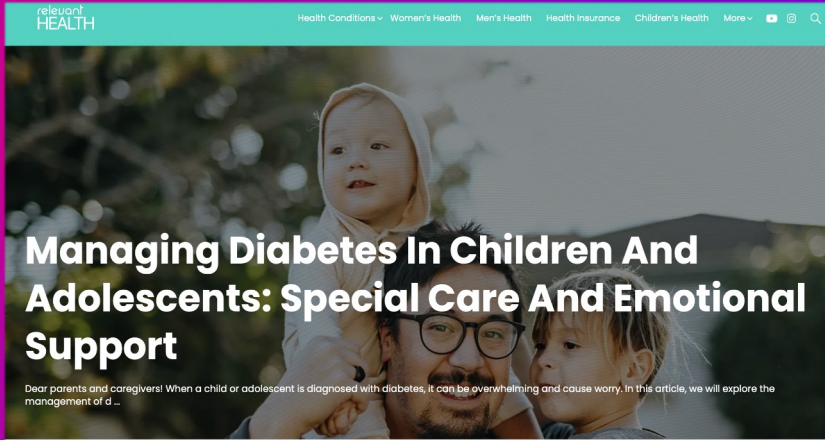 relevant
HEALTH
Health Conditions Women's Health Men's Health Health Insurance Children's Health More
Managing Diabetes In Children And
Adolescents: Special Care And Emotional
Support
Dear parents and caregivers! When a child or adolescent is diagnosed with diabetes, it can be overwhelming and cause worry. In this article, we will explore the
management of d ...